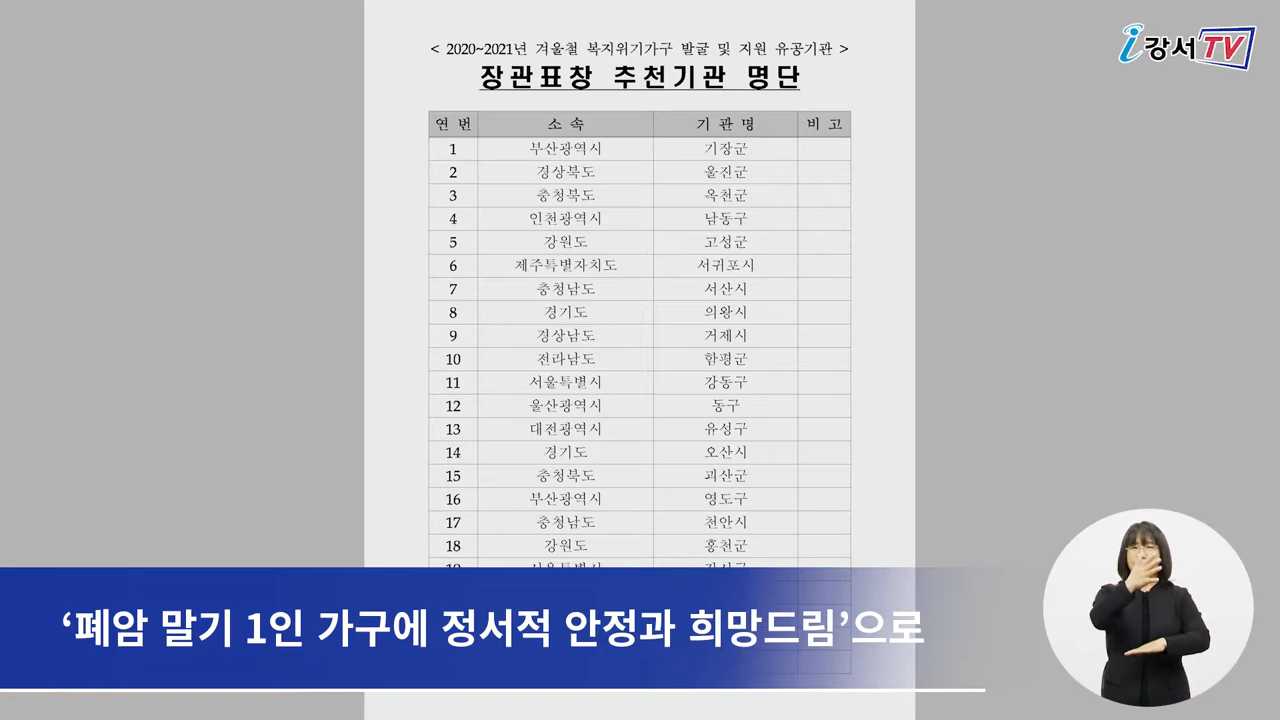 i강서TV
< 2020~2021년 겨울철 복지위기가구 발굴 및 지원 유공기관 >
장관표창 추천기관 명단
연 번 소 속 기 관 명 비 고
1 부산광역시 기장군
2 경상북도 울진군
3 충청북도 옥천군
4 인천광역시 남동구
5 강원도 고성군
6 제주특별자치도 서귀포시
7 충청남도 서산시
8 경기도 의왕시
9 경상남도 거제시
10 전라남도 함평군
11 서울특별시 강동구
12 울산광역시 동구
13 대전광역시 유성구
14 경기도 오산시
15 충청북도 괴산군
16 부산광역시 영도구
17 충청남도 천안시
18 강원도 홍천군
‘폐암 말기 1인 가구에 정서적 안정과 희망드림’으로